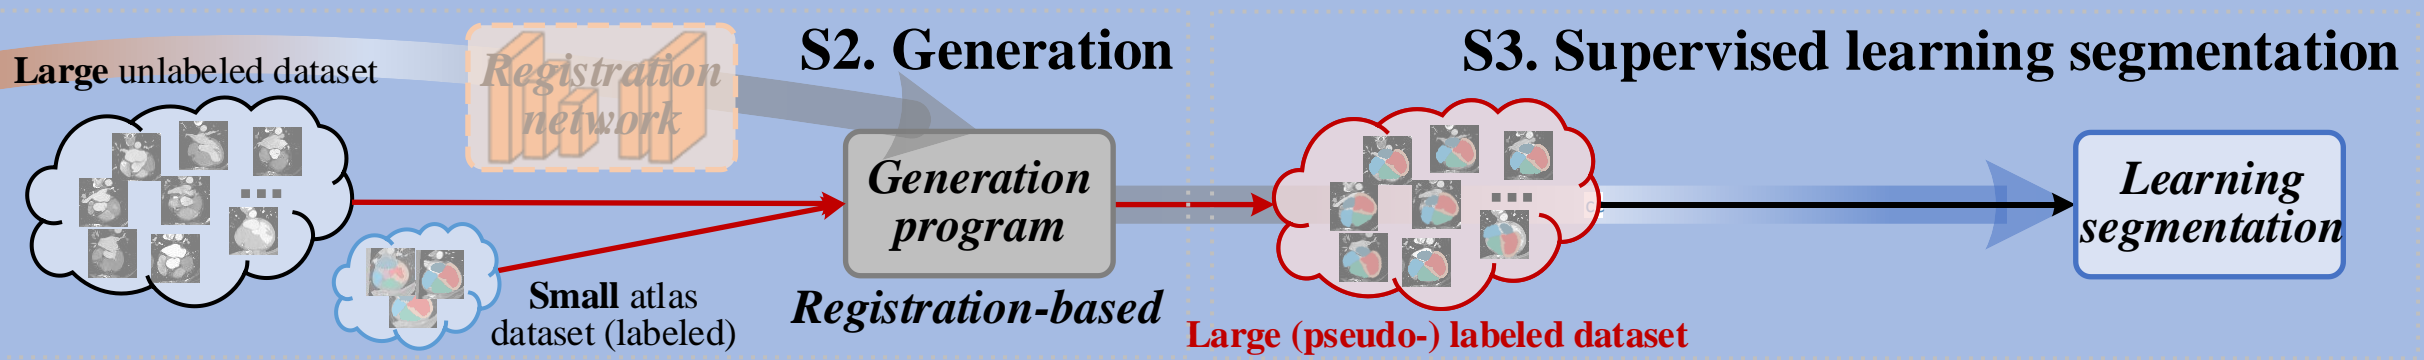 Large unlabeled dataset
Registration
network
S2. Generation
Generation
program
Small atlas
dataset (labeled)
Registration-based
S3. Supervised learning segmentation
Large (pseudo-) labeled dataset
Learning
segmentation